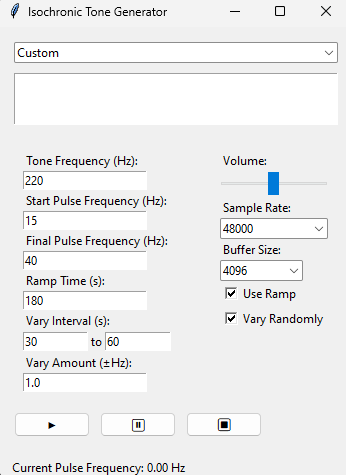 Isochronic Tone Generator
Custom
Tone Frequency (Hz):
220
Start Pulse Frequency (Hz):
15
Final Pulse Frequency (Hz):
40
Ramp Time (s):
180
Vary Interval (s):
30 to 60
Vary Amount (±Hz):
1.0
Volume:
Sample Rate:
48000
Buffer Size:
4096
Use Ramp
Vary Randomly
Current Pulse Frequency: 0.00 Hz